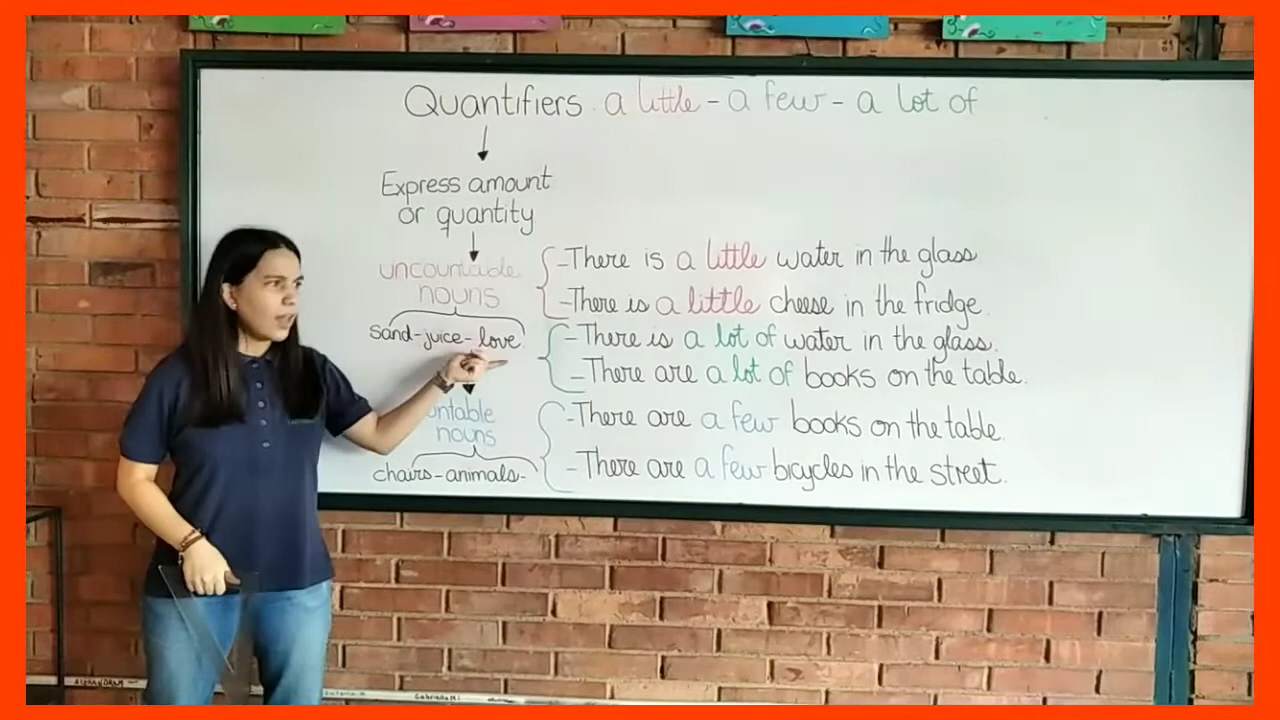 Quantifiers a little - a few - a lot of
Express amount
or quantity
uncountable
nouns
sand-juice-love
-There is a little water in the glass
-There is a little cheese in the fridge.
-There is a lot of water in the glass.
-There are a lot of books on the table.
untable
nouns
chairs-animals-
-There are a few books on the table.
-There are a few bicycles in the street.